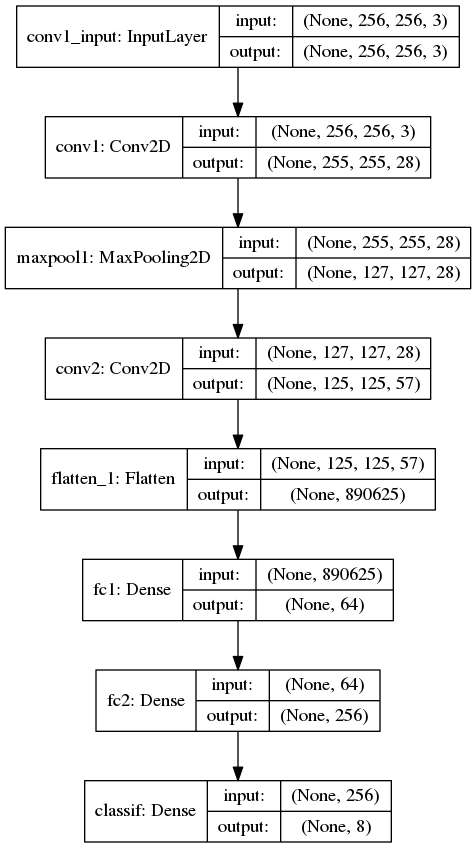 conv1_input: InputLayer
input: (None, 256, 256, 3)
output: (None, 256, 256, 3)
conv1: Conv2D
input: (None, 256, 256, 3)
output: (None, 255, 255, 28)
maxpool1: MaxPooling2D
input: (None, 255, 255, 28)
output: (None, 127, 127, 28)
conv2: Conv2D
input: (None, 127, 127, 28)
output: (None, 125, 125, 57)
flatten_1: Flatten
input: (None, 125, 125, 57)
output: (None, 890625)
fc1: Dense
input: (None, 890625)
output: (None, 64)
fc2: Dense
input: (None, 64)
output: (None, 256)
classif: Dense
input: (None, 256)
output: (None, 8)